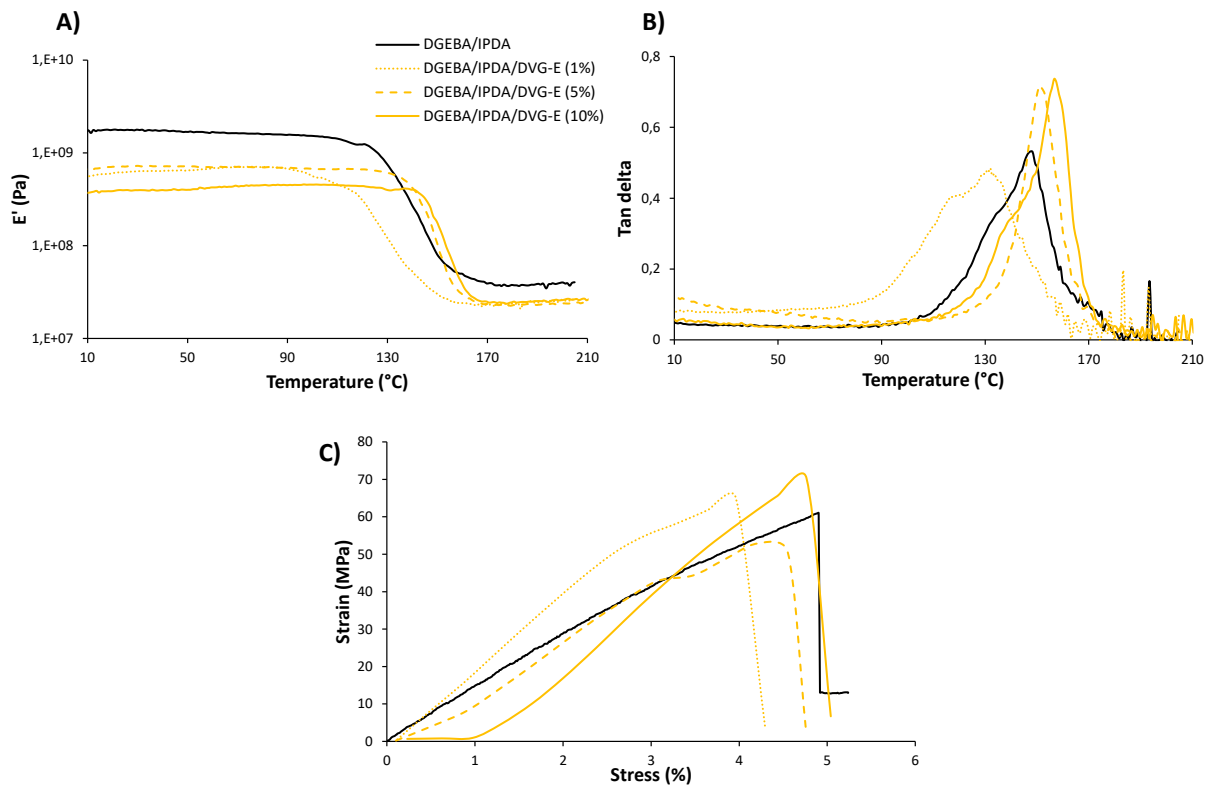 A)
1,E+10
1,E+09
1,E+08
1,E+07
E' (Pa)
10 50 90 130 170 210
Temperature (°C)
DGEBA/IPDA
DGEBA/IPDA/DVG-E (1%)
DGEBA/IPDA/DVG-E (5%)
DGEBA/IPDA/DVG-E (10%)
B)
0,8
0,6
0,4
0,2
0
Tan delta
10 50 90 130 170 210
Temperature (°C)
C)
80
70
60
50
40
30
20
10
0
Strain (MPa)
0 1 2 3 4 5 6
Stress (%)